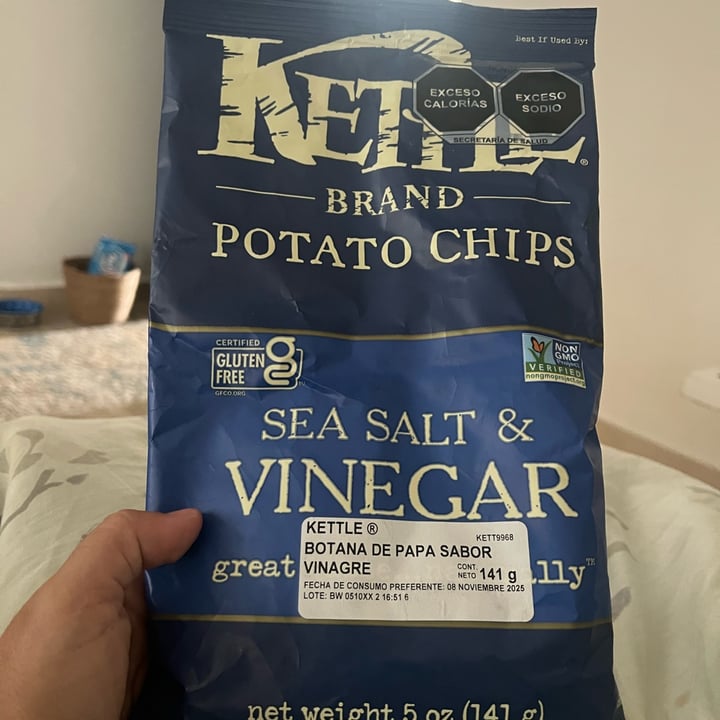 Best If Used By:
KETTLE®
EXCESO
CALORÍAS
EXCESO
SODIO
SECRETARÍA DE SALUD
BRAND
POTATO CHIPS
CERTIFIED
GLUTEN
FREE
GFCO.ORG
NON
GMO
Project
VERIFIED
nongmoproject.org
SEA SALT &
VINEGAR
great
lly™
KETTLE ®
KETT9968
BOTANA DE PAPA SABOR
VINAGRE
CONT.
NETO 141 g
FECHA DE CONSUMO PREFERENTE: 08 NOVIEMBRE 2025
LOTE: BW 0510XX 2 16:51 6
net weight 5 oz (141 g)